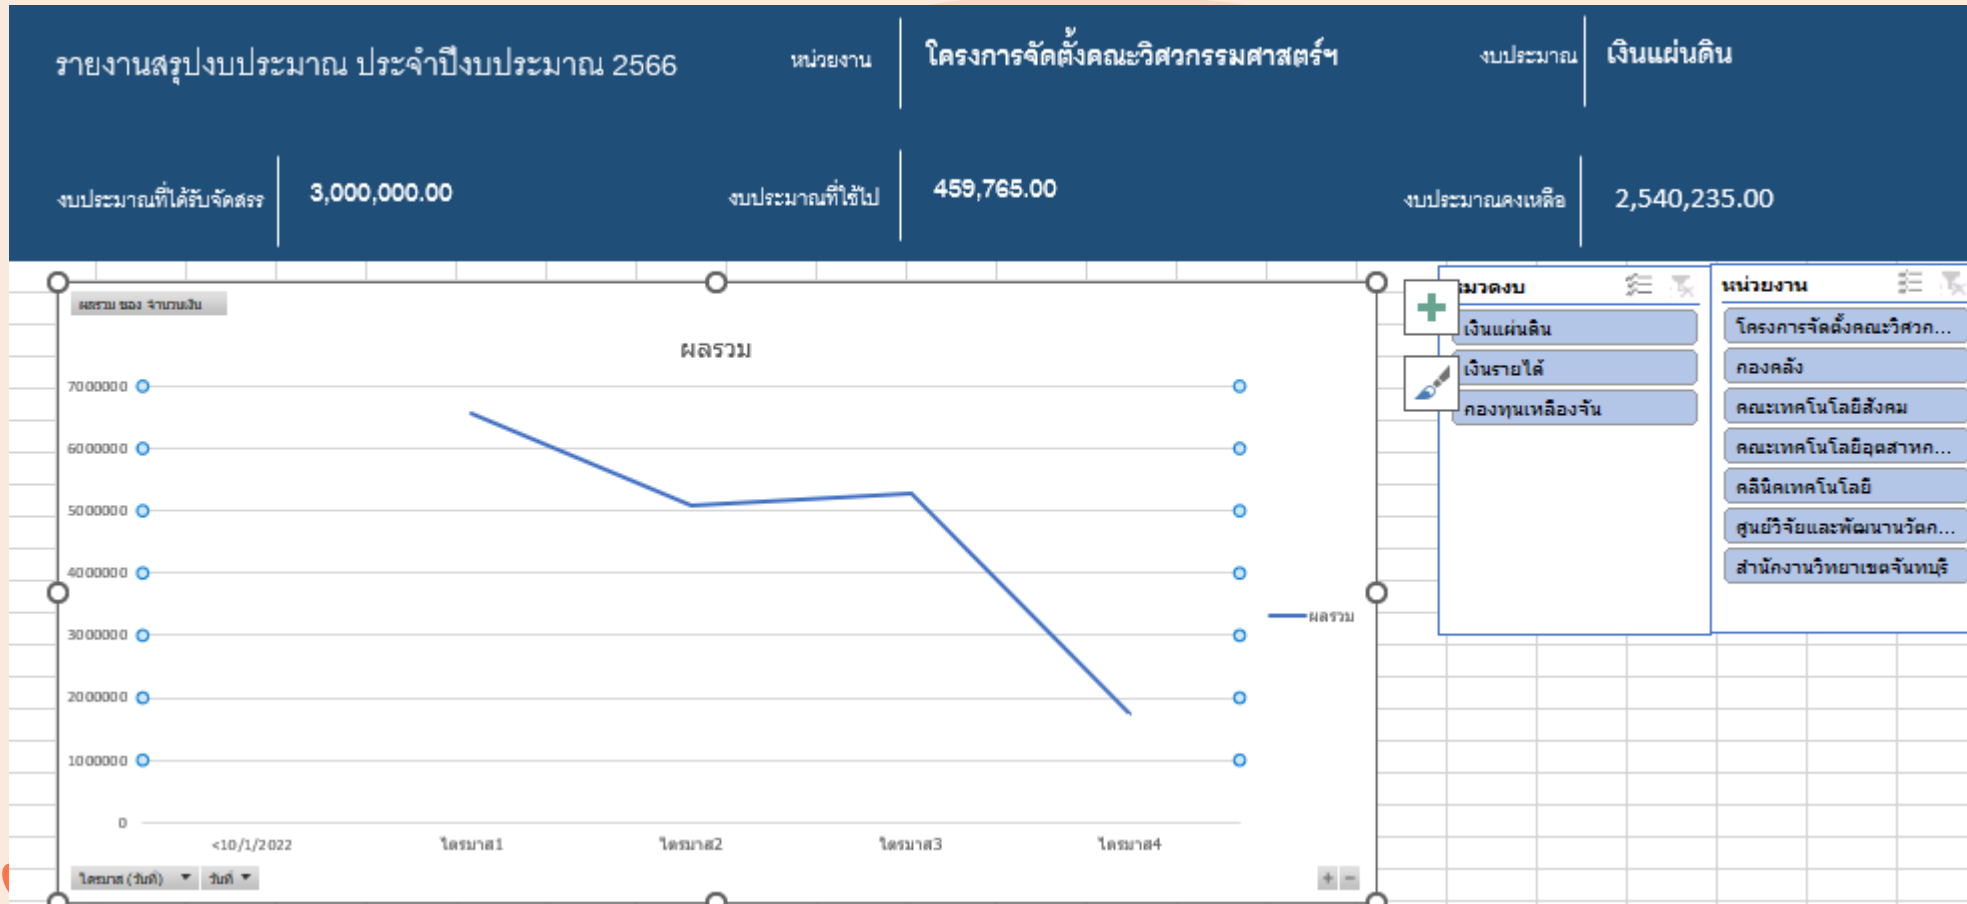 รายงานสรุปงบประมาณ ประจำปีงบประมาณ 2566
หน่วยงาน
โครงการจัดตั้งคณะวิศวกรรมศาสตร์ฯ
งบประมาณ
เงินแผ่นดิน
งบประมาณที่ได้รับจัดสรร
3,000,000.00
งบประมาณที่ใช้ไป
459,765.00
งบประมาณคงเหลือ
2,540,235.00
ผลรวม ของ จำนวนเงิน
ผลรวม
7000000
6000000
5000000
4000000
3000000
2000000
1000000
0
<10/1/2022
ไตรมาส1
ไตรมาส2
ไตรมาส3
ไตรมาส4
ผลรวม
ไตรมาส (วันที่)
วันที่
หมวดงบ
เงินแผ่นดิน
เงินรายได้
กองทุนเหลืองจัน
หน่วยงาน
โครงการจัดตั้งคณะวิศวก...
กองคลัง
คณะเทคโนโลยีสังคม
คณะเทคโนโลยีอุตสาหก...
คลีนิคเทคโนโลยี
ศูนย์วิจัยและพัฒนานวัตก...
สำนักงานวิทยาเขตจันทบุรี